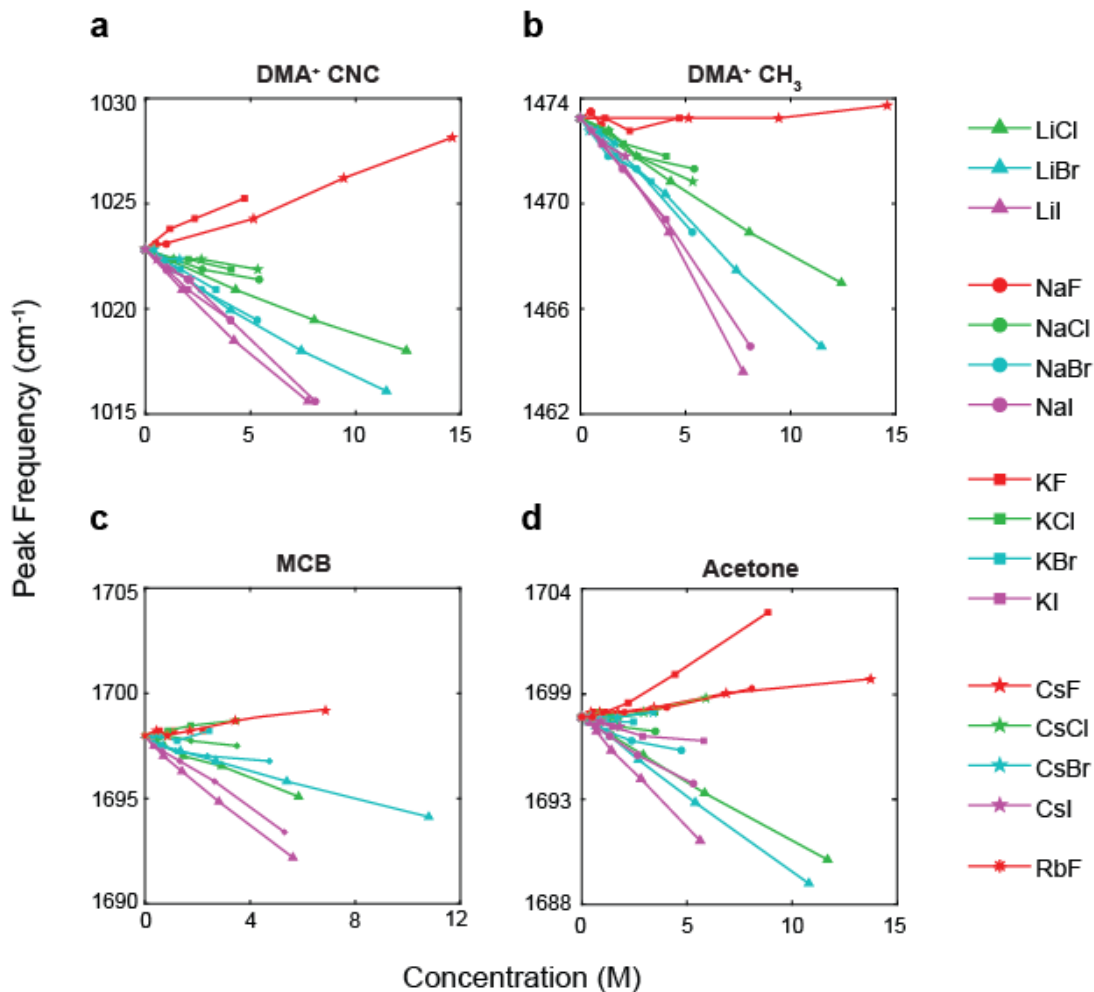 a
DMA⁺ CNC
1030
1025
1020
1015
0 5 10 15
b
DMA⁺ CH₃
1474
1470
1466
1462
0 5 10 15
c
MCB
1705
1700
1695
1690
0 4 8 12
d
Acetone
1704
1699
1693
1688
0 5 10 15
Peak Frequency (cm⁻¹)
Concentration (M)
LiCl
LiBr
LiI
NaF
NaCl
NaBr
NaI
KF
KCl
KBr
KI
CsF
CsCl
CsBr
CsI
RbF